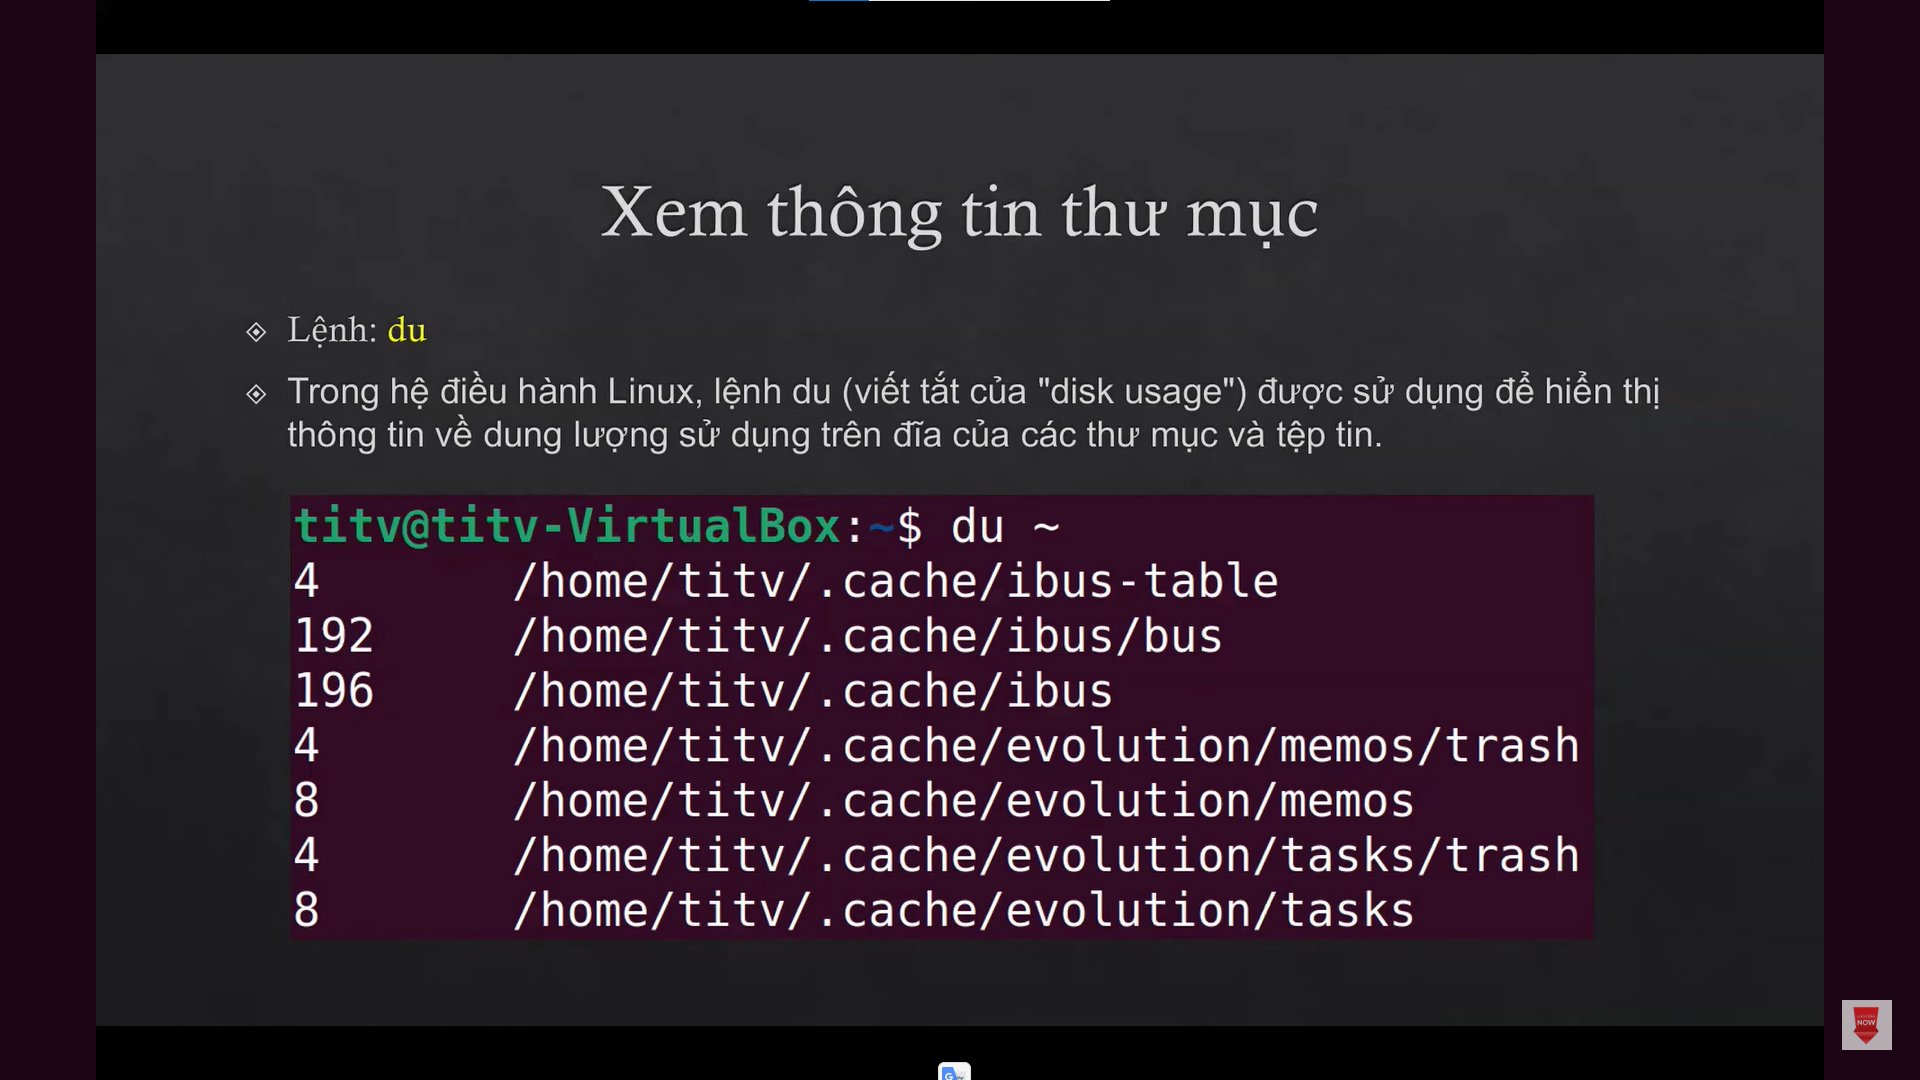 Xem thông tin thư mục
Lệnh: du
Trong hệ điều hành Linux, lệnh du (viết tắt của "disk usage") được sử dụng để hiển thị
thông tin về dung lượng sử dụng trên đĩa của các thư mục và tệp tin.
titv@titv-VirtualBox:~$ du ~
4 /home/titv/.cache/ibus-table
192 /home/titv/.cache/ibus/bus
196 /home/titv/.cache/ibus
4 /home/titv/.cache/evolution/memos/trash
8 /home/titv/.cache/evolution/memos
4 /home/titv/.cache/evolution/tasks/trash
8 /home/titv/.cache/evolution/tasks
NOW